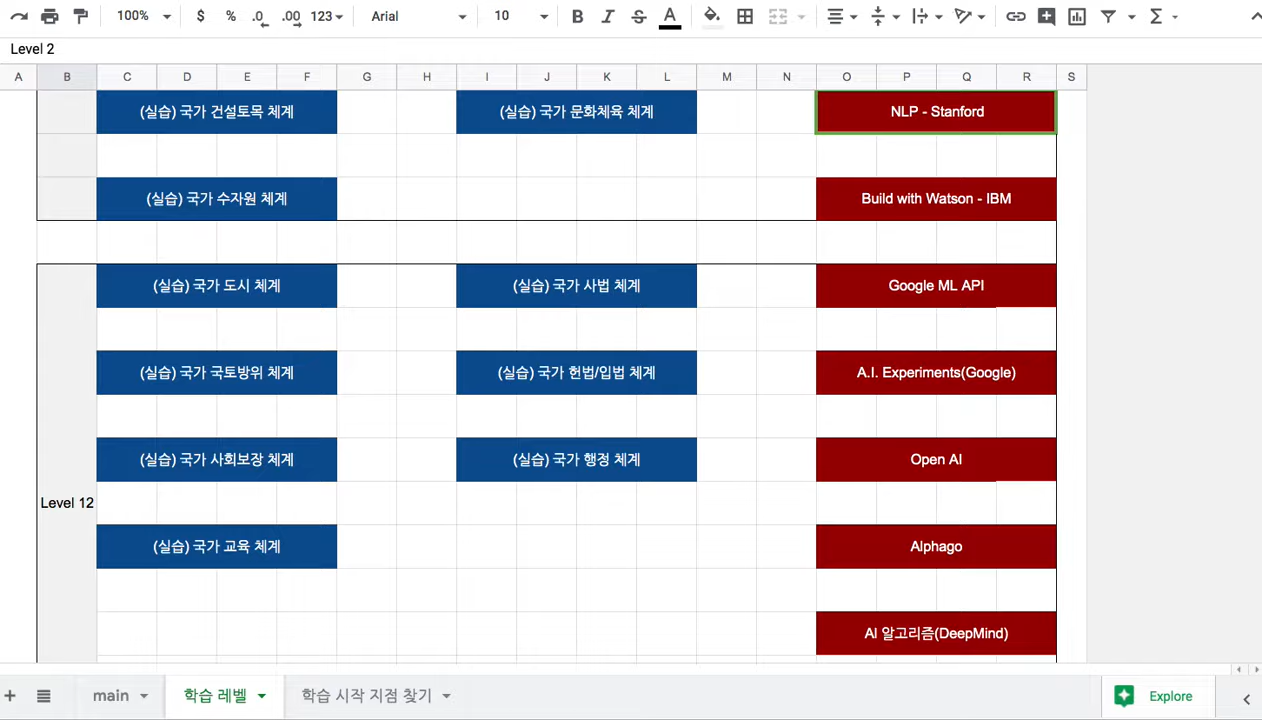 100% $ % .0 .00 123 Arial 10 B I S A Σ
Level 2
A B C D E F G H I J K L M N O P Q R S
(실습) 국가 건설토목 체계 (실습) 국가 문화체육 체계 NLP - Stanford
(실습) 국가 수자원 체계 Build with Watson - IBM
(실습) 국가 도시 체계 (실습) 국가 사법 체계 Google ML API
(실습) 국가 국토방위 체계 (실습) 국가 헌법/입법 체계 A.I. Experiments(Google)
(실습) 국가 사회보장 체계 (실습) 국가 행정 체계 Open AI
Level 12
(실습) 국가 교육 체계 Alphago
AI 알고리즘(DeepMind)
main 학습 레벨 학습 시작 지점 찾기 Explore